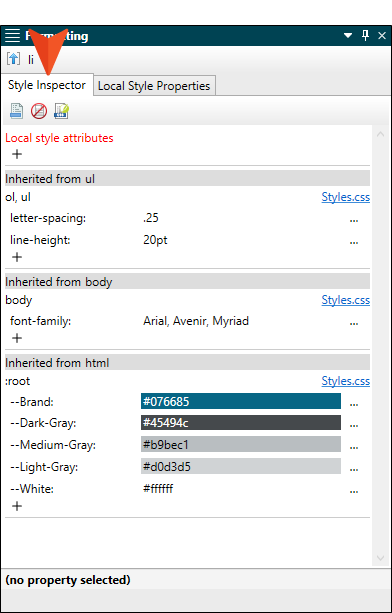 Formatting
li
Style Inspector Local Style Properties
Local style attributes
+
Inherited from ul
ol, ul Styles.css
letter-spacing: .25 ...
line-height: 20pt ...
+
Inherited from body
body Styles.css
font-family: Arial, Avenir, Myriad ...
+
Inherited from html
:root Styles.css
--Brand: #076685 ...
--Dark-Gray: #45494c ...
--Medium-Gray: #b9bec1 ...
--Light-Gray: #d0d3d5 ...
--White: #ffffff ...
+
(no property selected)